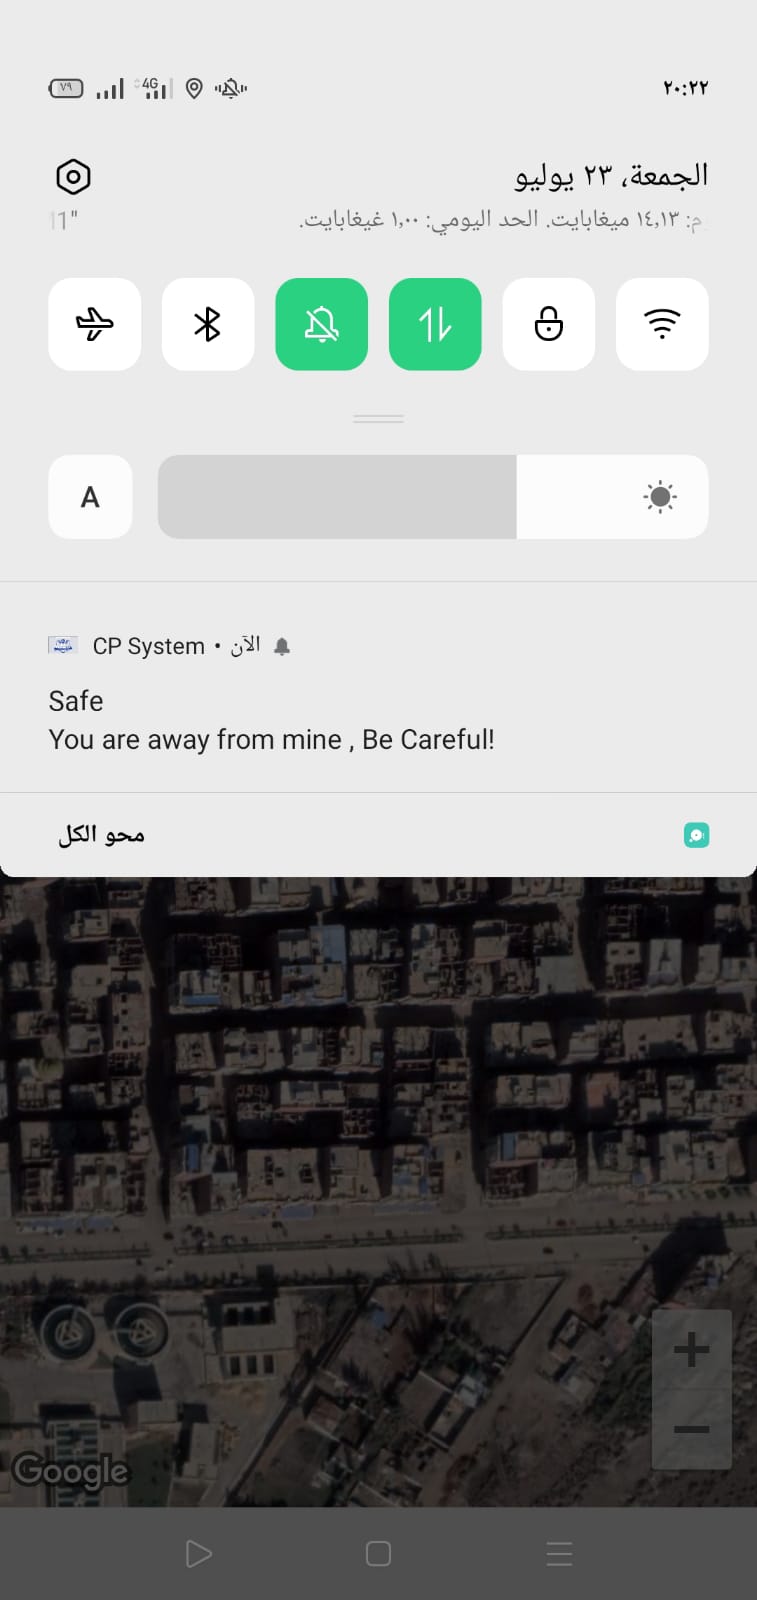 ٧٩ 4G ٢٠:٢٢
الجمعة، ٢٣ يوليو
م: ١٤,١٣ ميغابايت. الحد اليومي: ١,٠٠ غيغابايت.
11"
A
CP System • الآن
Safe
You are away from mine , Be Careful!
محو الكل
Google